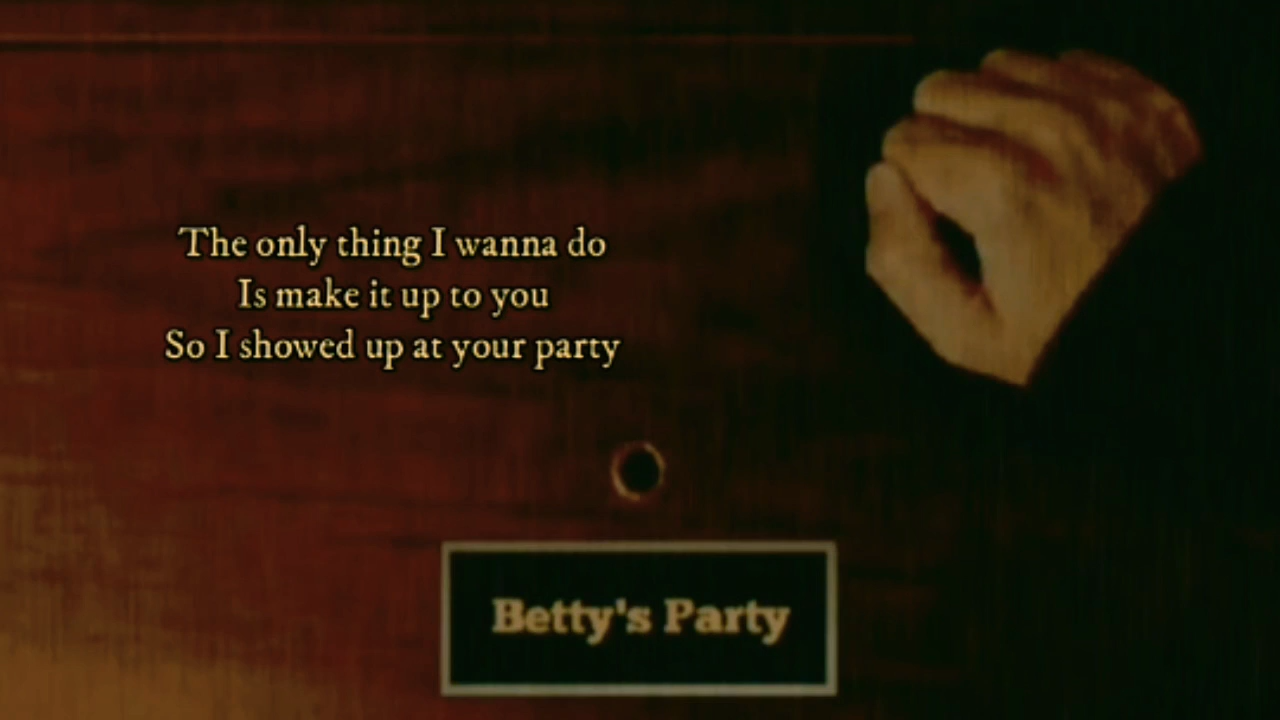 The only thing I wanna do
Is make it up to you
So I showed up at your party
Betty's Party